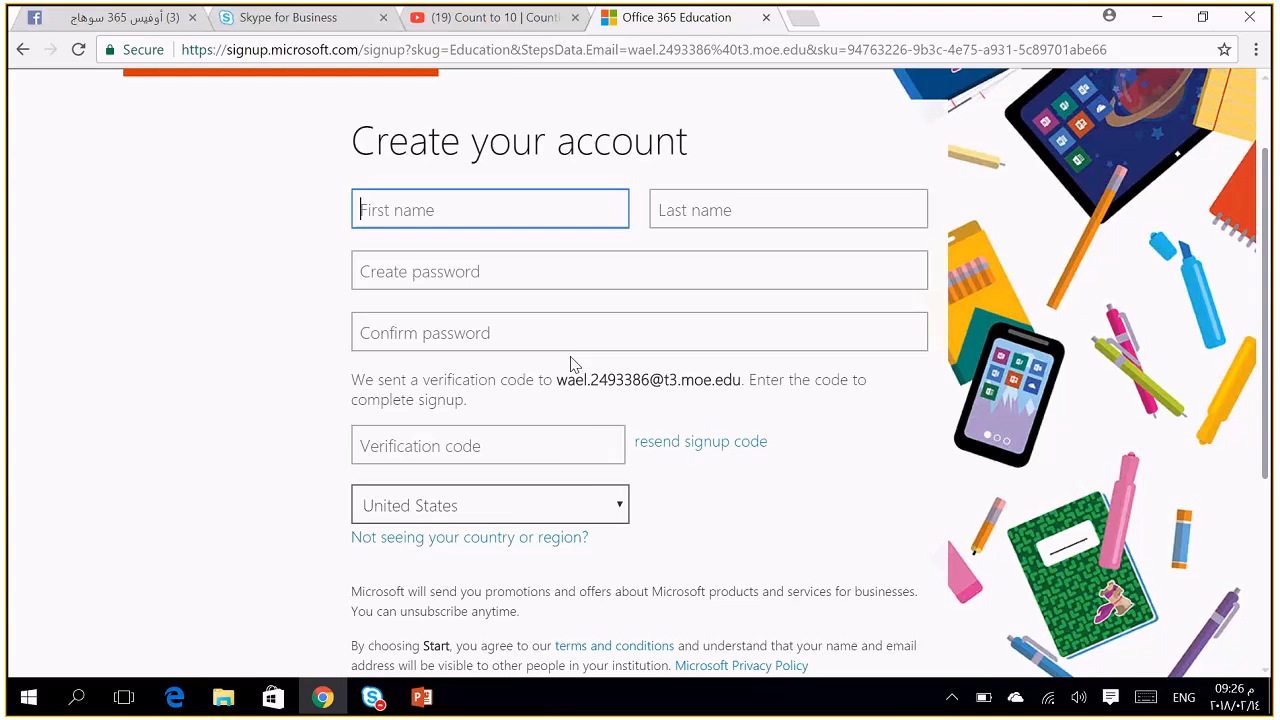 (3) أوفيس 365 سوهاج
Skype for Business
(19) Count to 10 | Count
Office 365 Education
Secure
https://signup.microsoft.com/signup?skug=Education&StepsData.Email=wael.2493386%40t3.moe.edu&sku=94763226-9b3c-4e75-a931-5c89701abe66
Create your account
First name
Last name
Create password
Confirm password
We sent a verification code to wael.2493386@t3.moe.edu. Enter the code to
complete signup.
Verification code
resend signup code
United States
Not seeing your country or region?
Microsoft will send you promotions and offers about Microsoft products and services for businesses.
You can unsubscribe anytime.
By choosing Start, you agree to our terms and conditions and understand that your name and email
address will be visible to other people in your institution. Microsoft Privacy Policy
ENG
09:26 م
٢٠١٨/٠٢/١٤